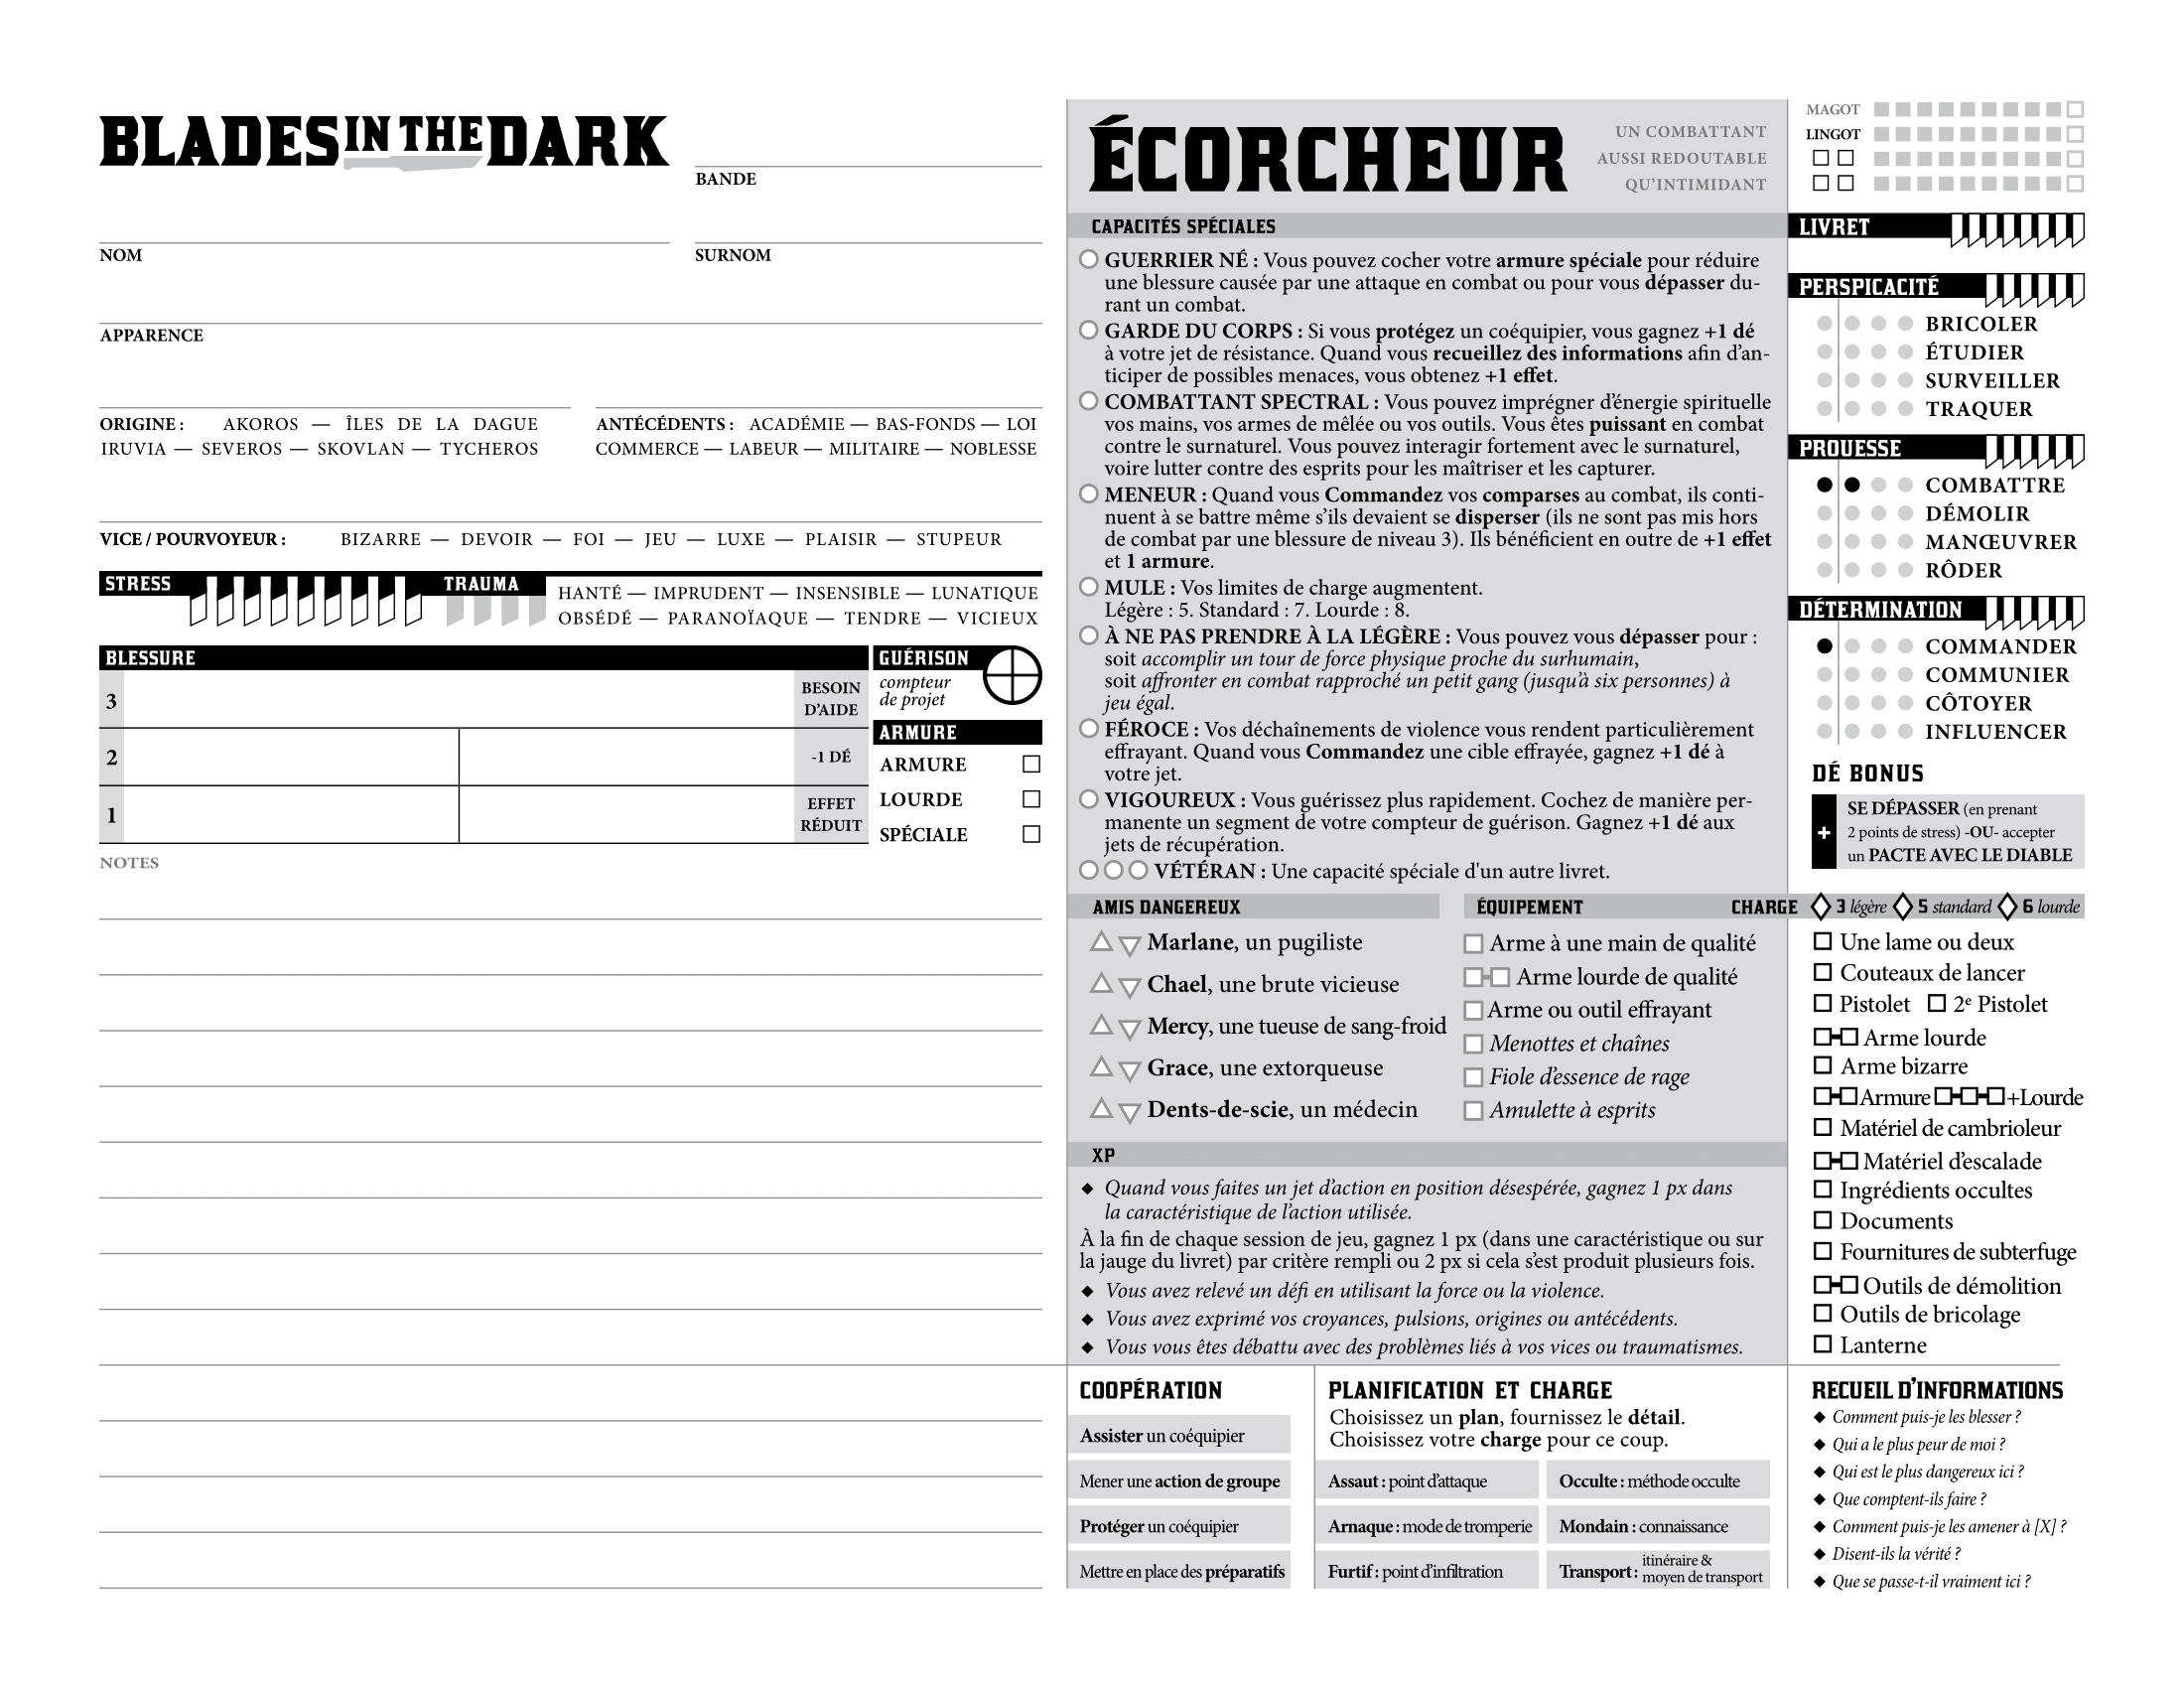 BLADES IN THE DARK
BANDE
NOM
SURNOM
APPARENCE
ORIGINE : AKOROS — ÎLES DE LA DAGUE
IRUVIA — SEVEROS — SKOVLAN — TYCHEROS
ANTÉCÉDENTS : ACADÉMIE — BAS-FONDS — LOI
COMMERCE — LABEUR — MILITAIRE — NOBLESSE
VICE / POURVOYEUR : BIZARRE — DEVOIR — FOI — JEU — LUXE — PLAISIR — STUPEUR
STRESS
TRAUMA
HANTÉ — IMPRUDENT — INSENSIBLE — LUNATIQUE
OBSÉDÉ — PARANOÏAQUE — TENDRE — VICIEUX
BLESSURE
3
BESOIN
D'AIDE
2
-1 DÉ
1
EFFET
RÉDUIT
GUÉRISON
compteur
de projet
ARMURE
ARMURE
LOURDE
SPÉCIALE
NOTES
ÉCORCHEUR
UN COMBATTANT
AUSSI REDOUTABLE
QU'INTIMIDANT
CAPACITÉS SPÉCIALES
GUERRIER NÉ : Vous pouvez cocher votre armure spéciale pour réduire
une blessure causée par une attaque en combat ou pour vous dépasser du-
rant un combat.
GARDE DU CORPS : Si vous protégez un coéquipier, vous gagnez +1 dé
à votre jet de résistance. Quand vous recueillez des informations afin d'an-
ticiper de possibles menaces, vous obtenez +1 effet.
COMBATTANT SPECTRAL : Vous pouvez imprégner d'énergie spirituelle
vos mains, vos armes de mêlée ou vos outils. Vous êtes puissant en combat
contre le surnaturel. Vous pouvez interagir fortement avec le surnaturel,
voire lutter contre des esprits pour les maîtriser et les capturer.
MENEUR : Quand vous Commandez vos comparses au combat, ils conti-
nuent à se battre même s'ils devaient se disperser (ils ne sont pas mis hors
de combat par une blessure de niveau 3). Ils bénéficient en outre de +1 effet
et 1 armure.
MULE : Vos limites de charge augmentent.
Légère : 5. Standard : 7. Lourde : 8.
À NE PAS PRENDRE À LA LÉGÈRE : Vous pouvez vous dépasser pour :
soit accomplir un tour de force physique proche du surhumain,
soit affronter en combat rapproché un petit gang (jusqu'à six personnes) à
jeu égal.
FÉROCE : Vos déchaînements de violence vous rendent particulièrement
effrayant. Quand vous Commandez une cible effrayée, gagnez +1 dé à
votre jet.
VIGOUREUX : Vous guérissez plus rapidement. Cochez de manière per-
manente un segment de votre compteur de guérison. Gagnez +1 dé aux
jets de récupération.
VÉTÉRAN : Une capacité spéciale d'un autre livret.
AMIS DANGEREUX
Marlane, un pugiliste
Chael, une brute vicieuse
Mercy, une tueuse de sang-froid
Grace, une extorqueuse
Dents-de-scie, un médecin
ÉQUIPEMENT
CHARGE 3 légère 5 standard 6 lourde
Arme à une main de qualité
Arme lourde de qualité
Arme ou outil effrayant
Menottes et chaînes
Fiole d'essence de rage
Amulette à esprits
XP
◆ Quand vous faites un jet d'action en position désespérée, gagnez 1 px dans
la caractéristique de l'action utilisée.
À la fin de chaque session de jeu, gagnez 1 px (dans une caractéristique ou sur
la jauge du livret) par critère rempli ou 2 px si cela s'est produit plusieurs fois.
◆ Vous avez relevé un défi en utilisant la force ou la violence.
◆ Vous avez exprimé vos croyances, pulsions, origines ou antécédents.
◆ Vous vous êtes débattu avec des problèmes liés à vos vices ou traumatismes.
COOPÉRATION
Assister un coéquipier
Mener une action de groupe
Protéger un coéquipier
Mettre en place des préparatifs
PLANIFICATION ET CHARGE
Choisissez un plan, fournissez le détail.
Choisissez votre charge pour ce coup.
Assaut : point d'attaque
Occulte : méthode occulte
Arnaque : mode de tromperie
Mondain : connaissance
Furtif : point d'infiltration
Transport : itinéraire &
moyen de transport
MAGOT
LINGOT
LIVRET
PERSPICACITÉ
BRICOLER
ÉTUDIER
SURVEILLER
TRAQUER
PROUESSE
COMBATTRE
DÉMOLIR
MANŒUVRER
RÔDER
DÉTERMINATION
COMMANDER
COMMUNIER
CÔTOYER
INFLUENCER
DÉ BONUS
+
SE DÉPASSER (en prenant
2 points de stress) -OU- accepter
un PACTE AVEC LE DIABLE
Une lame ou deux
Couteaux de lancer
Pistolet 2e Pistolet
Arme lourde
Arme bizarre
Armure +Lourde
Matériel de cambrioleur
Matériel d'escalade
Ingrédients occultes
Documents
Fournitures de subterfuge
Outils de démolition
Outils de bricolage
Lanterne
RECUEIL D'INFORMATIONS
◆ Comment puis-je les blesser ?
◆ Qui a le plus peur de moi ?
◆ Qui est le plus dangereux ici ?
◆ Que comptent-ils faire ?
◆ Comment puis-je les amener à [X] ?
◆ Disent-ils la vérité ?
◆ Que se passe-t-il vraiment ici ?